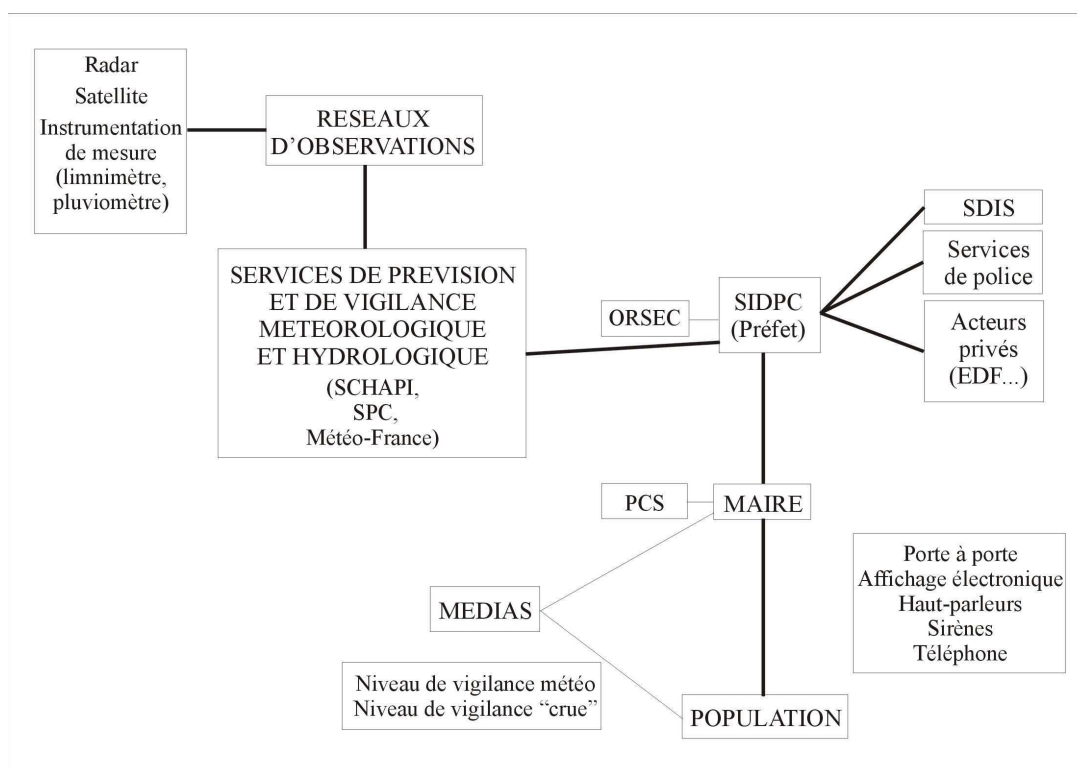 Radar
Satellite
Instrumentation
de mesure
(limnimètre,
pluviomètre)
RESEAUX
D’OBSERVATIONS
SERVICES DE PREVISION
ET DE VIGILANCE
METEOROLOGIQUE
ET HYDROLOGIQUE
(SCHAPI,
SPC,
Météo-France)
ORSEC
SIDPC
(Préfet)
SDIS
Services
de police
Acteurs
privés
(EDF...)
PCS
MAIRE
MEDIAS
Porte à porte
Affichage électronique
Haut-parleurs
Sirènes
Téléphone
Niveau de vigilance météo
Niveau de vigilance “crue”
POPULATION